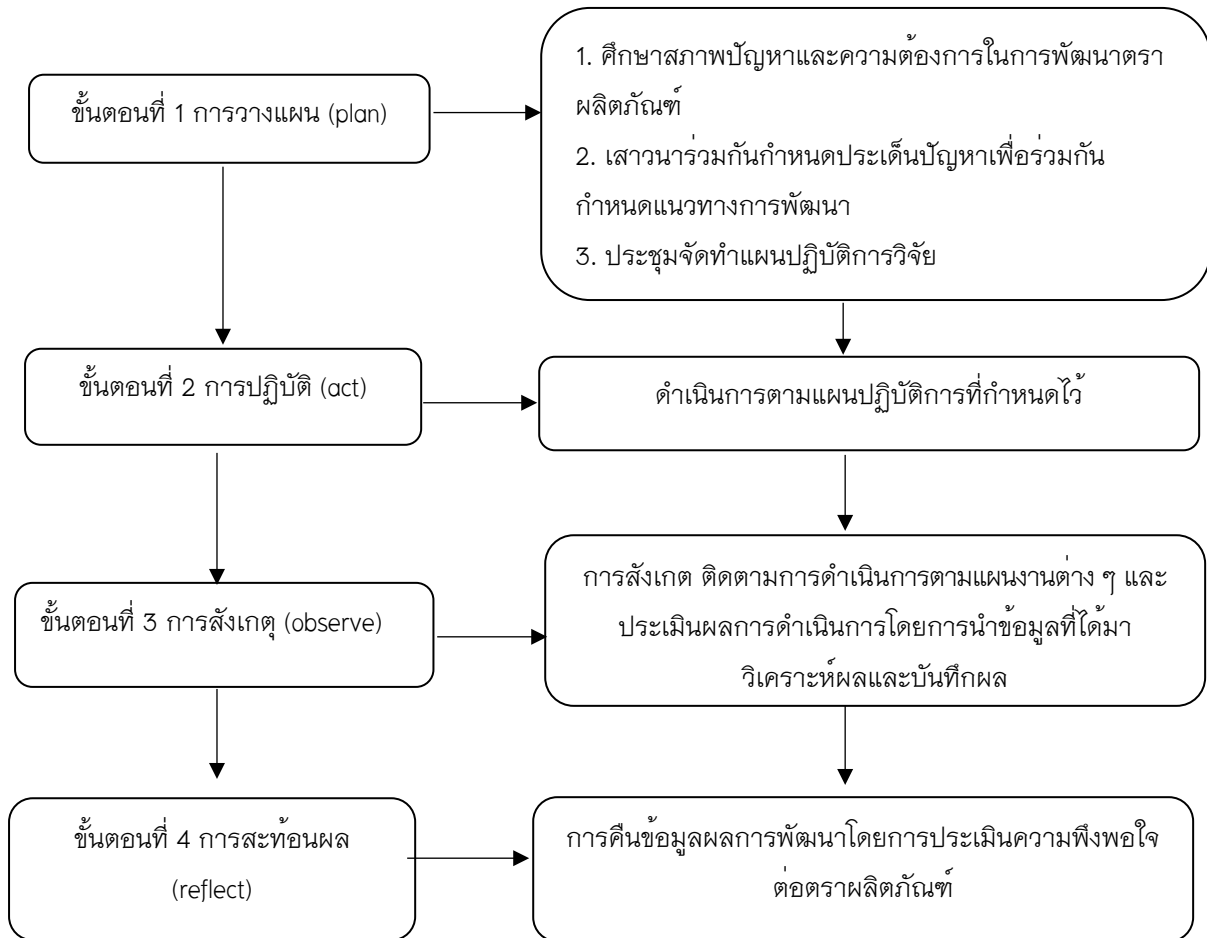 ขั้นตอนที่ 1 การวางแผน (plan)
1. ศึกษาสภาพปัญหาและความต้องการในการพัฒนาตรา
ผลิตภัณฑ์
2. เสาวนาร่วมกันกำหนดประเด็นปัญหาเพื่อร่วมกัน
กำหนดแนวทางการพัฒนา
3. ประชุมจัดทำแผนปฏิบัติการวิจัย
ขั้นตอนที่ 2 การปฏิบัติ (act)
ดำเนินการตามแผนปฏิบัติการที่กำหนดไว้
ขั้นตอนที่ 3 การสังเกตุ (observe)
การสังเกต ติดตามการดำเนินการตามแผนงานต่าง ๆ และ
ประเมินผลการดำเนินการโดยการนำข้อมูลที่ได้มา
วิเคราะห์ผลและบันทึกผล
ขั้นตอนที่ 4 การสะท้อนผล
(reflect)
การคืนข้อมูลผลการพัฒนาโดยการประเมินความพึงพอใจ
ต่อตราผลิตภัณฑ์